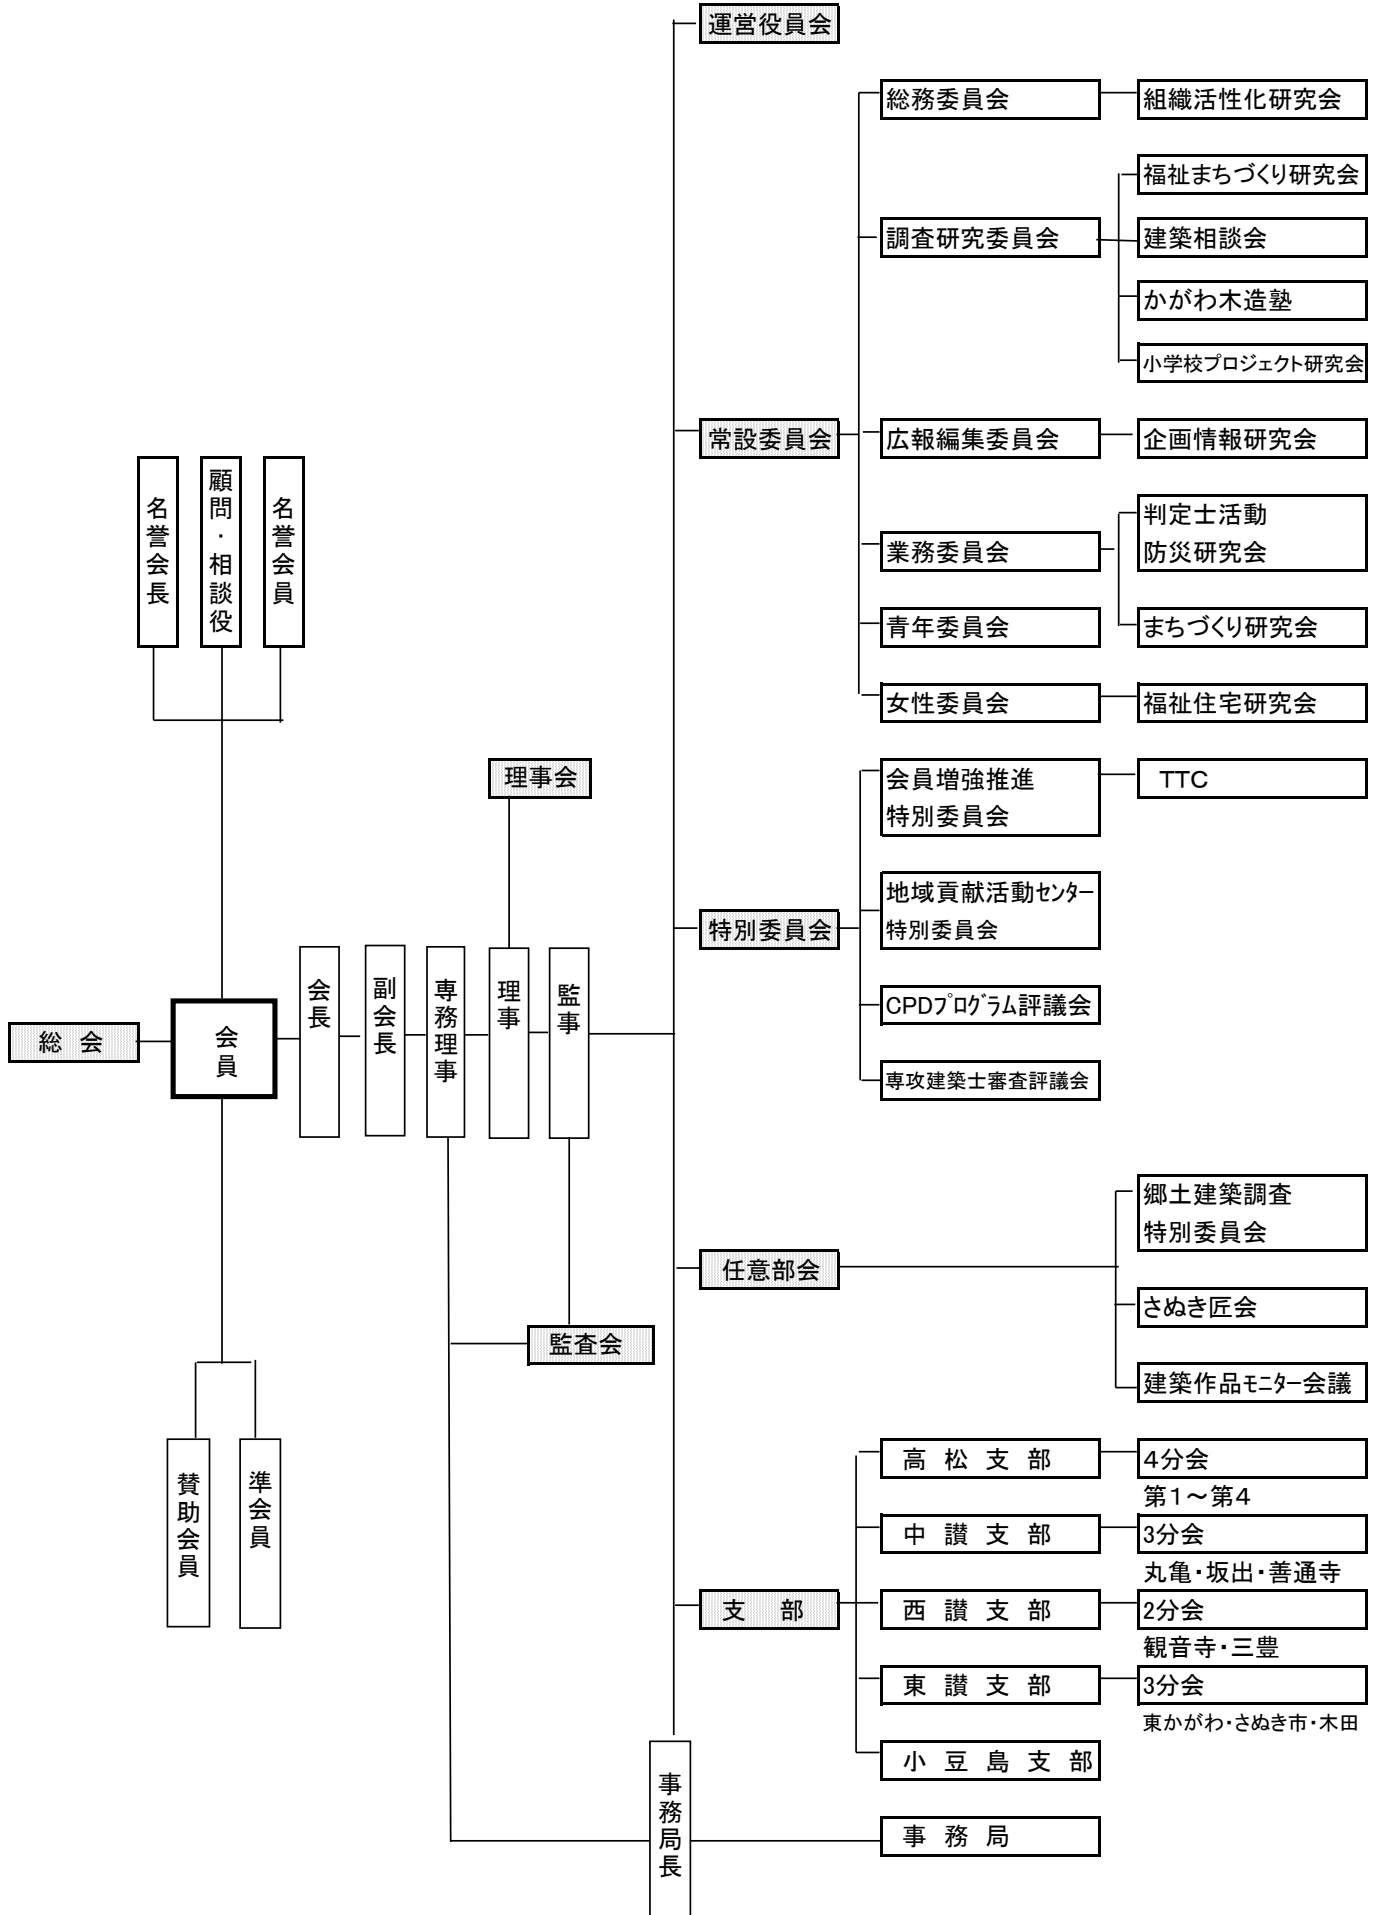 運営役員会
総務委員会
組織活性化研究会
福祉まちづくり研究会
調査研究委員会
建築相談会
かがわ木造塾
小学校プロジェクト研究会
常設委員会
広報編集委員会
企画情報研究会
業務委員会
判定士活動
防災研究会
青年委員会
まちづくり研究会
女性委員会
福祉住宅研究会
名誉会長
顧問・相談役
名誉会員
理事会
会員増強推進
特別委員会
TTC
地域貢献活動ｾﾝﾀｰ
特別委員会
特別委員会
CPDﾌﾟﾛｸﾞﾗﾑ評議会
専攻建築士審査評議会
総 会
会員
会長
副会長
専務理事
理事
監事
任意部会
郷土建築調査
特別委員会
さぬき匠会
建築作品ﾓﾆﾀｰ会議
監査会
賛助会員
準会員
支 部
高 松 支 部
4分会
第1～第4
中 讃 支 部
3分会
丸亀・坂出・善通寺
西 讃 支 部
2分会
観音寺・三豊
東 讃 支 部
3分会
東かがわ・さぬき市・木田
小 豆 島 支 部
事務局長
事 務 局